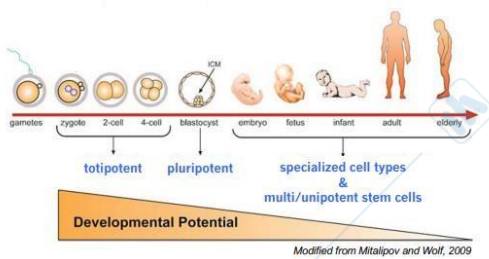 ICM
gametes zygote 2-cell 4-cell blastocyst embryo fetus infant adult elderly
totipotent pluripotent specialized cell types
&
multi/unipotent stem cells
Developmental Potential
Modified from Mitalipov and Wolf, 2009